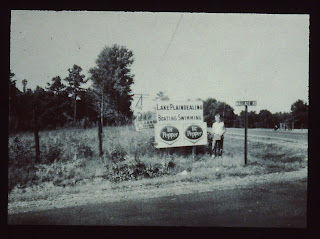 LAKE PLAINDEALING
BOATING SWIMMING
Dr Pepper Dr Pepper